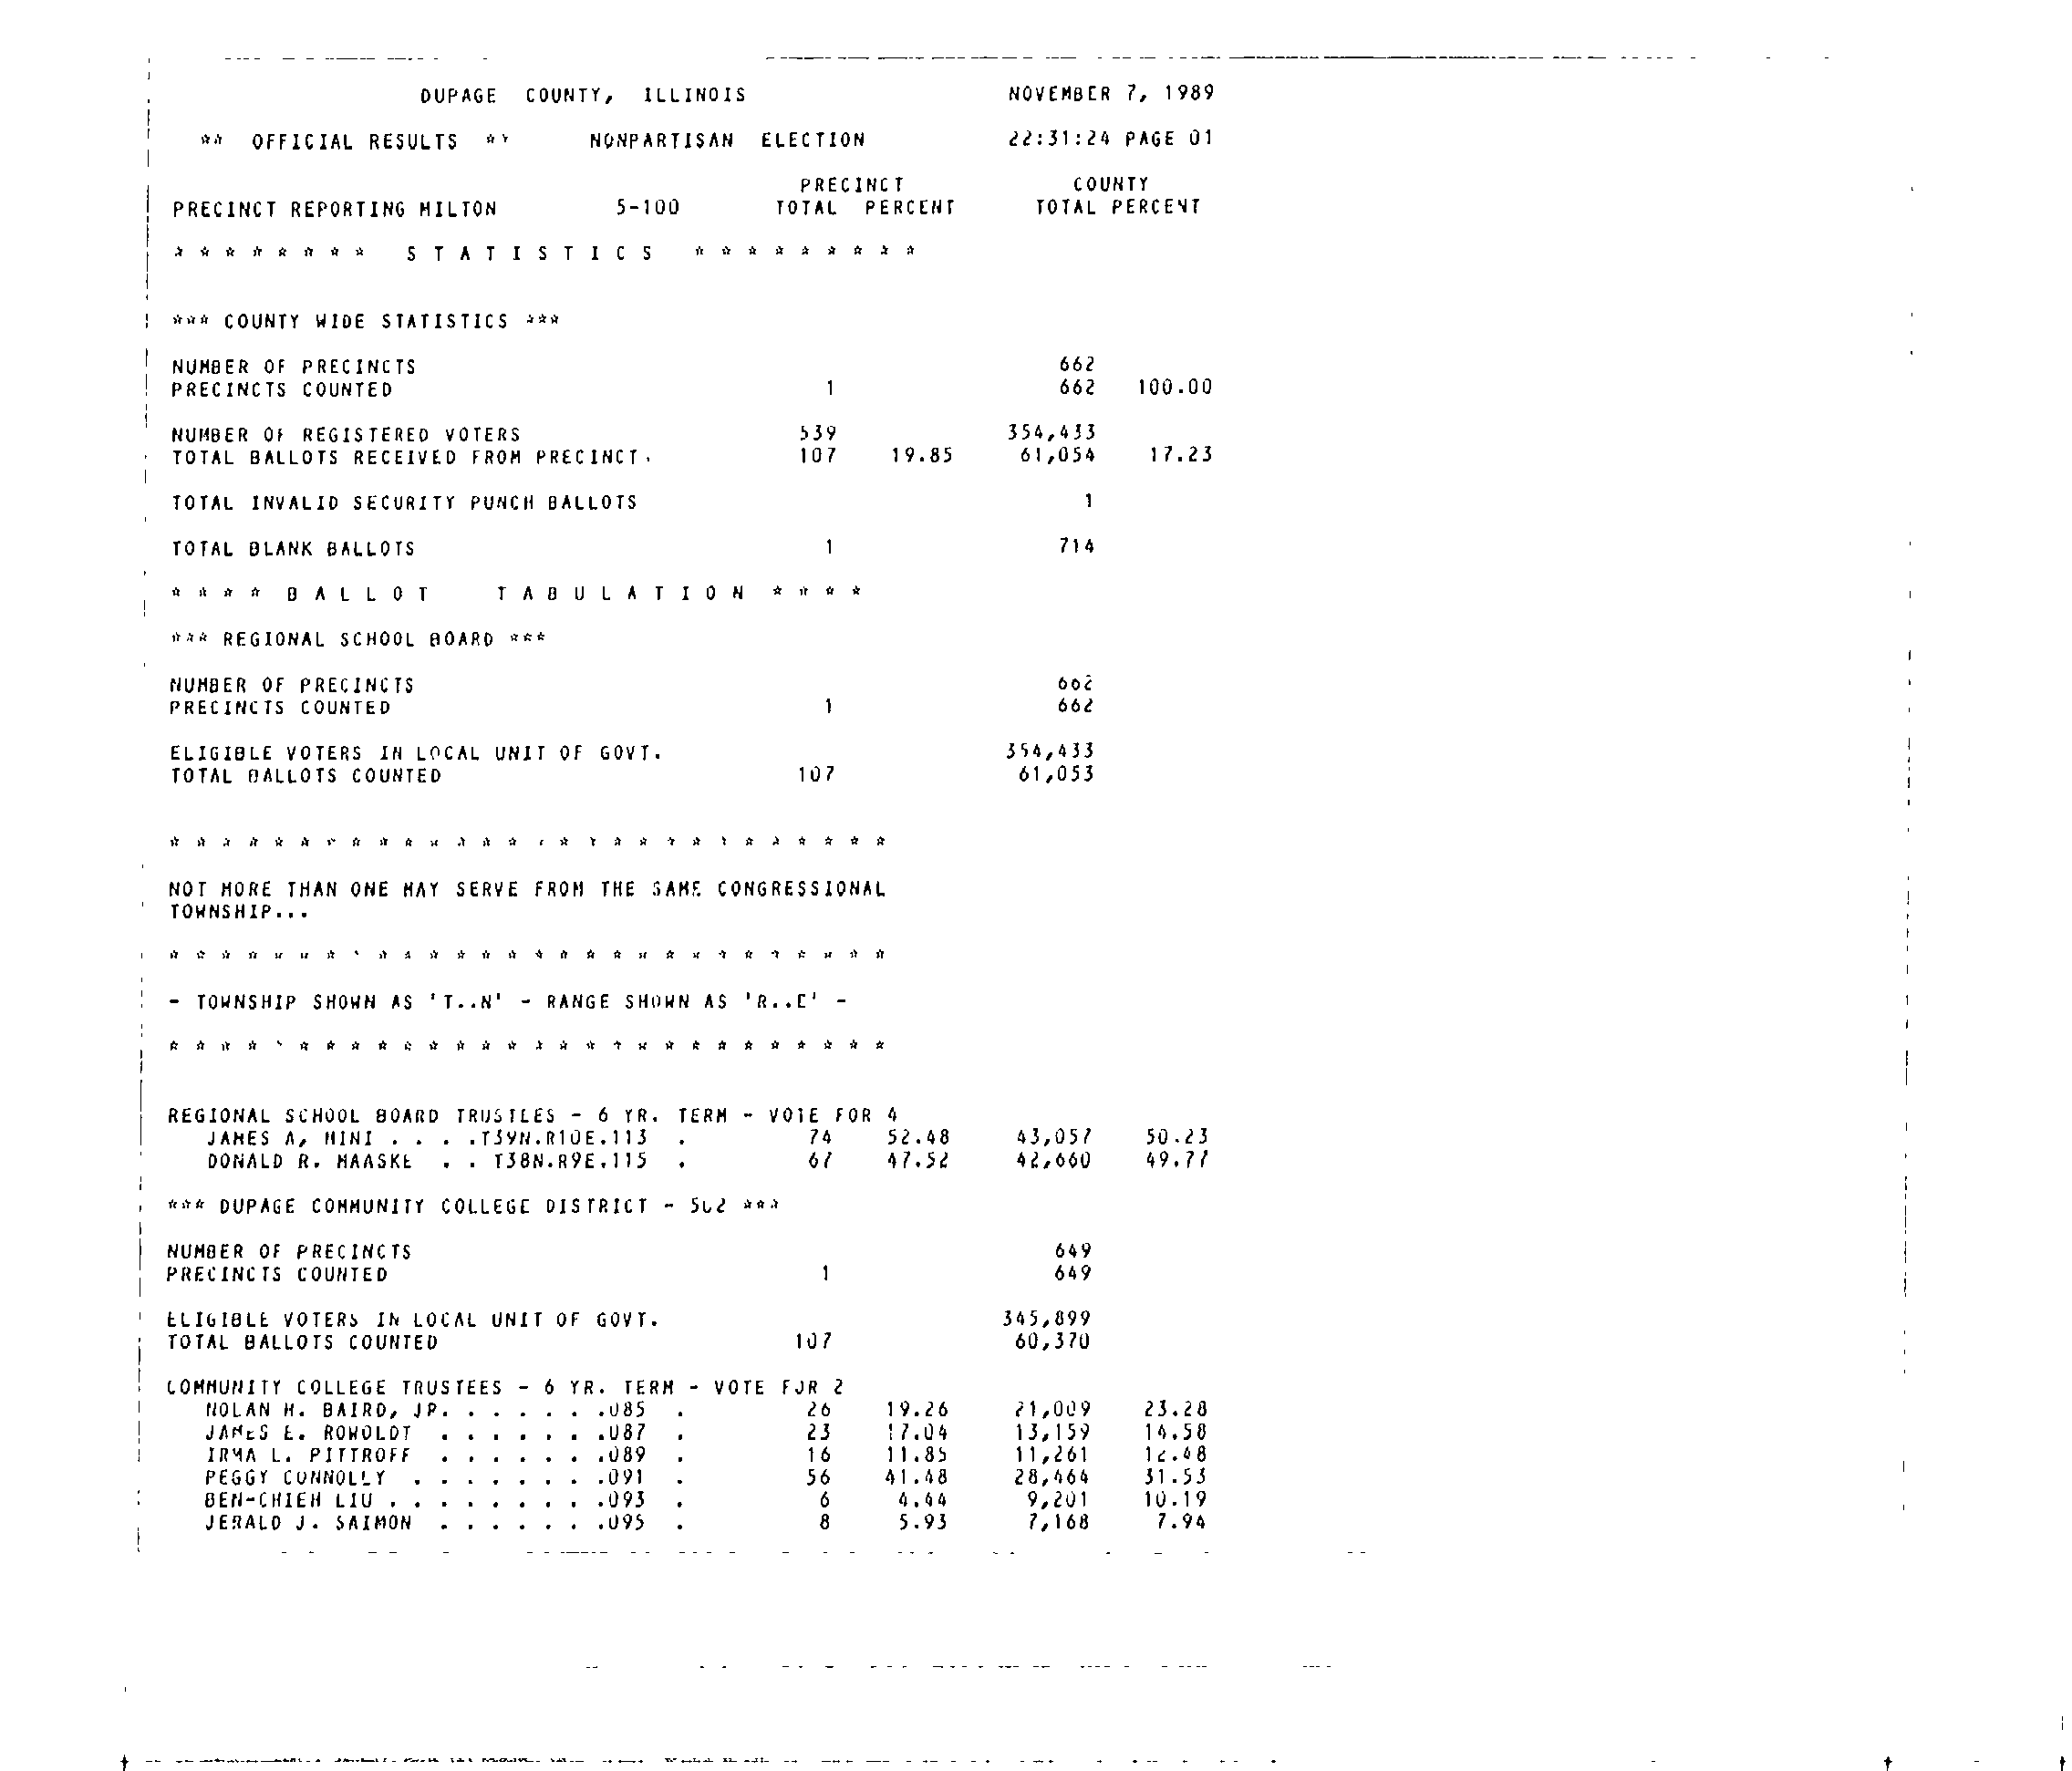 DUPAGE COUNTY, ILLINOIS NOVEMBER 7, 1989
** OFFICIAL RESULTS ** NONPARTISAN ELECTION 22:31:24 PAGE 01
PRECINCT COUNTY
PRECINCT REPORTING MILTON 5-100 TOTAL PERCENT TOTAL PERCENT
* * * * * * * * S T A T I S T I C S * * * * * * * * *
*** COUNTY WIDE STATISTICS ***
NUMBER OF PRECINCTS 662
PRECINCTS COUNTED 1 662 100.00
NUMBER OF REGISTERED VOTERS 539 354,433
TOTAL BALLOTS RECEIVED FROM PRECINCT. 107 19.85 61,054 17.23
TOTAL INVALID SECURITY PUNCH BALLOTS 1
TOTAL BLANK BALLOTS 1 714
* * * * B A L L O T T A B U L A T I O N * * * *
*** REGIONAL SCHOOL BOARD ***
NUMBER OF PRECINCTS 662
PRECINCTS COUNTED 1 662
ELIGIBLE VOTERS IN LOCAL UNIT OF GOVT. 354,433
TOTAL BALLOTS COUNTED 107 61,053
* * * * * * * * * * * * * * * * * * * * * * * * * * * *
NOT MORE THAN ONE MAY SERVE FROM THE SAME CONGRESSIONAL
TOWNSHIP...
* * * * * * * * * * * * * * * * * * * * * * * * * * * *
- TOWNSHIP SHOWN AS 'T..N' - RANGE SHOWN AS 'R..E' -
* * * * * * * * * * * * * * * * * * * * * * * * * * * *
REGIONAL SCHOOL BOARD TRUSTEES - 6 YR. TERM - VOTE FOR 4
JAMES A, MINI . . . .T39N.R10E.113 . 74 52.48 43,057 50.23
DONALD R. MAASKE . . T38N.R9E.115 . 67 47.52 42,660 49.77
*** DUPAGE COMMUNITY COLLEGE DISTRICT - 502 ***
NUMBER OF PRECINCTS 649
PRECINCTS COUNTED 1 649
ELIGIBLE VOTERS IN LOCAL UNIT OF GOVT. 345,899
TOTAL BALLOTS COUNTED 107 60,370
COMMUNITY COLLEGE TRUSTEES - 6 YR. TERM - VOTE FOR 2
NOLAN H. BAIRD, JR. . . . . . .085 . 26 19.26 21,009 23.28
JAMES E. ROWOLDT . . . . . . .087 . 23 17.04 13,159 14.58
IRMA L. PITTROFF . . . . . . .089 . 16 11.85 11,261 12.48
PEGGY CONNOLLY . . . . . . . .091 . 56 41.48 28,464 31.53
BEN-CHIEH LIU . . . . . . . . .093 . 6 4.44 9,201 10.19
JERALD J. SAIMON . . . . . . .095 . 8 5.93 7,168 7.94